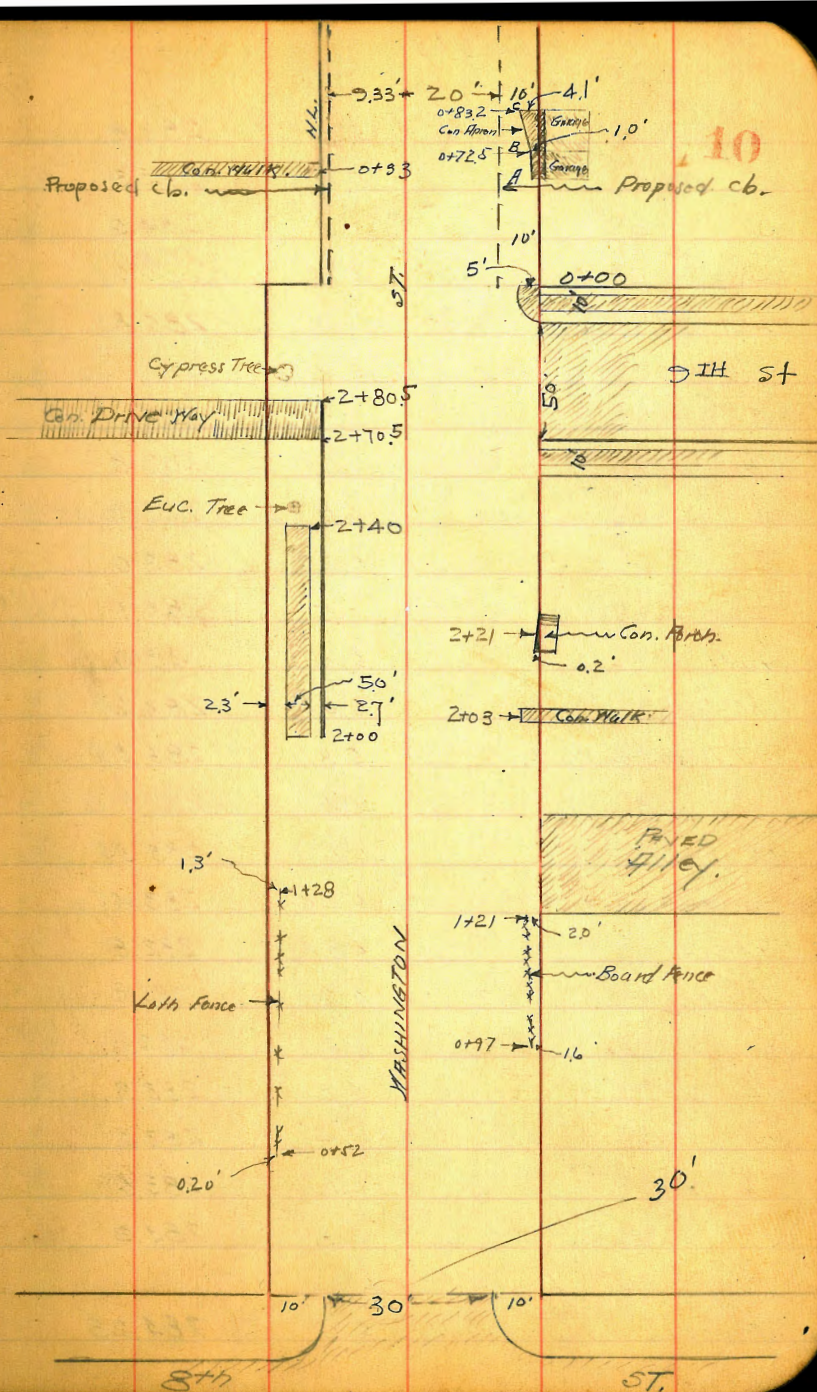 9.33' 20' 10' 4.1'
N.L.
0+83.2 C Garage
Con Apron B 1.0'
0+72.5 Garage
10
Con. Walk. 0+93
Proposed cb. A Proposed cb.
10'
5' 0+00
ST. 10'
Cypress Tree
9TH St
2+80.5
50'
Con. Drive Way
2+70.5
10'
Euc. Tree
2+40
2+21 Con. Porch.
0.2'
5.0'
2.3' 2.7'
2+03 Con. Walk
2+00
PAVED
Alley.
1.3'
1+28
1+21 2.0'
Board Fence
Lath Fence
WASHINGTON
0+97 1.6'
0+52
0.20'
30'
10' 30' 10'
8th ST.